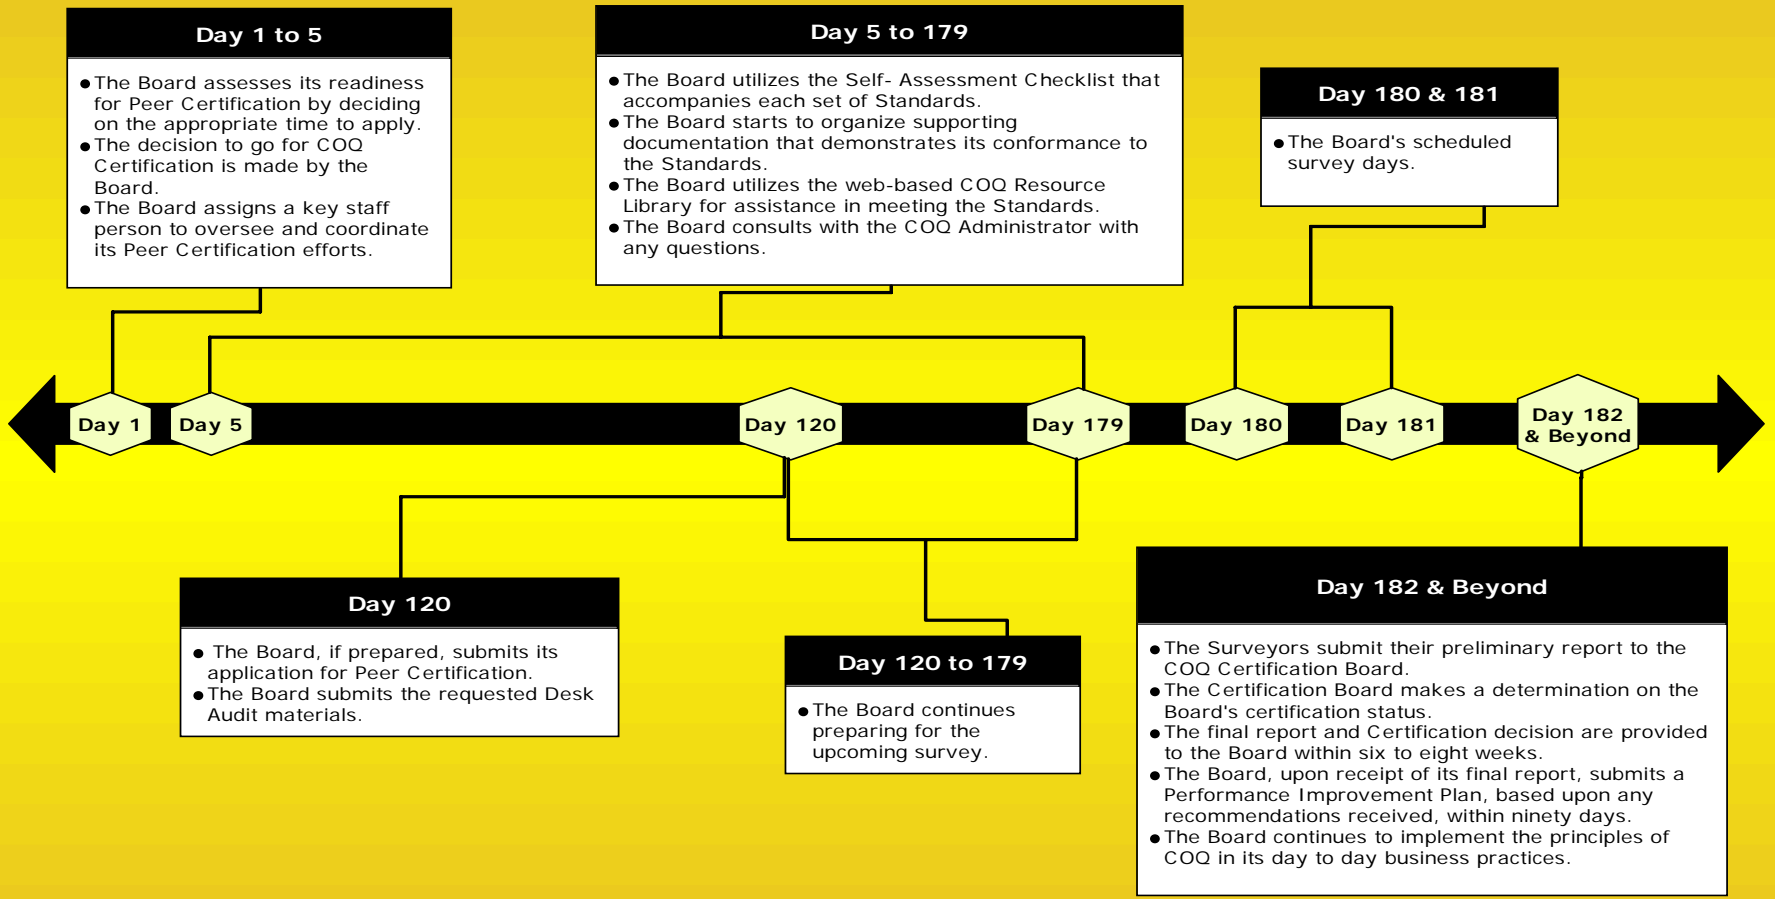 Day 1 to 5
●The Board assesses its readiness
for Peer Certification by deciding
on the appropriate time to apply.
●The decision to go for COQ
Certification is made by the
Board.
●The Board assigns a key staff
person to oversee and coordinate
its Peer Certification efforts.
Day 5 to 179
●The Board utilizes the Self- Assessment Checklist that
accompanies each set of Standards.
●The Board starts to organize supporting
documentation that demonstrates its conformance to
the Standards.
●The Board utilizes the web-based COQ Resource
Library for assistance in meeting the Standards.
●The Board consults with the COQ Administrator with
any questions.
Day 180 & 181
●The Board's scheduled
survey days.
Day 1
Day 5
Day 120
Day 179
Day 180
Day 181
Day 182
& Beyond
Day 120
● The Board, if prepared, submits its
application for Peer Certification.
●The Board submits the requested Desk
Audit materials.
Day 120 to 179
●The Board continues
preparing for the
upcoming survey.
Day 182 & Beyond
●The Surveyors submit their preliminary report to the
COQ Certification Board.
●The Certification Board makes a determination on the
Board's certification status.
●The final report and Certification decision are provided
to the Board within six to eight weeks.
●The Board, upon receipt of its final report, submits a
Performance Improvement Plan, based upon any
recommendations received, within ninety days.
●The Board continues to implement the principles of
COQ in its day to day business practices.